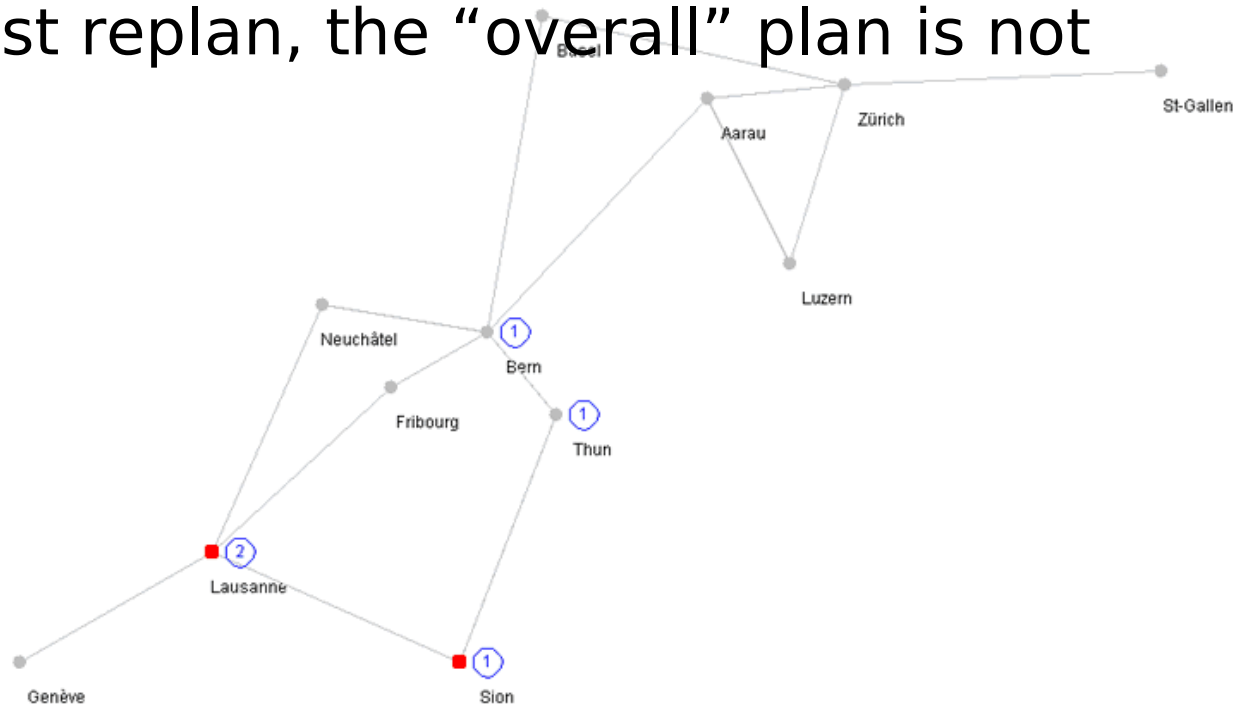 st replan, the “overall” plan is not
Basel
St-Gallen
Zürich
Aarau
Luzern
Neuchâtel
1
Bern
1
Fribourg
Thun
2
Lausanne
1
Genève
Sion